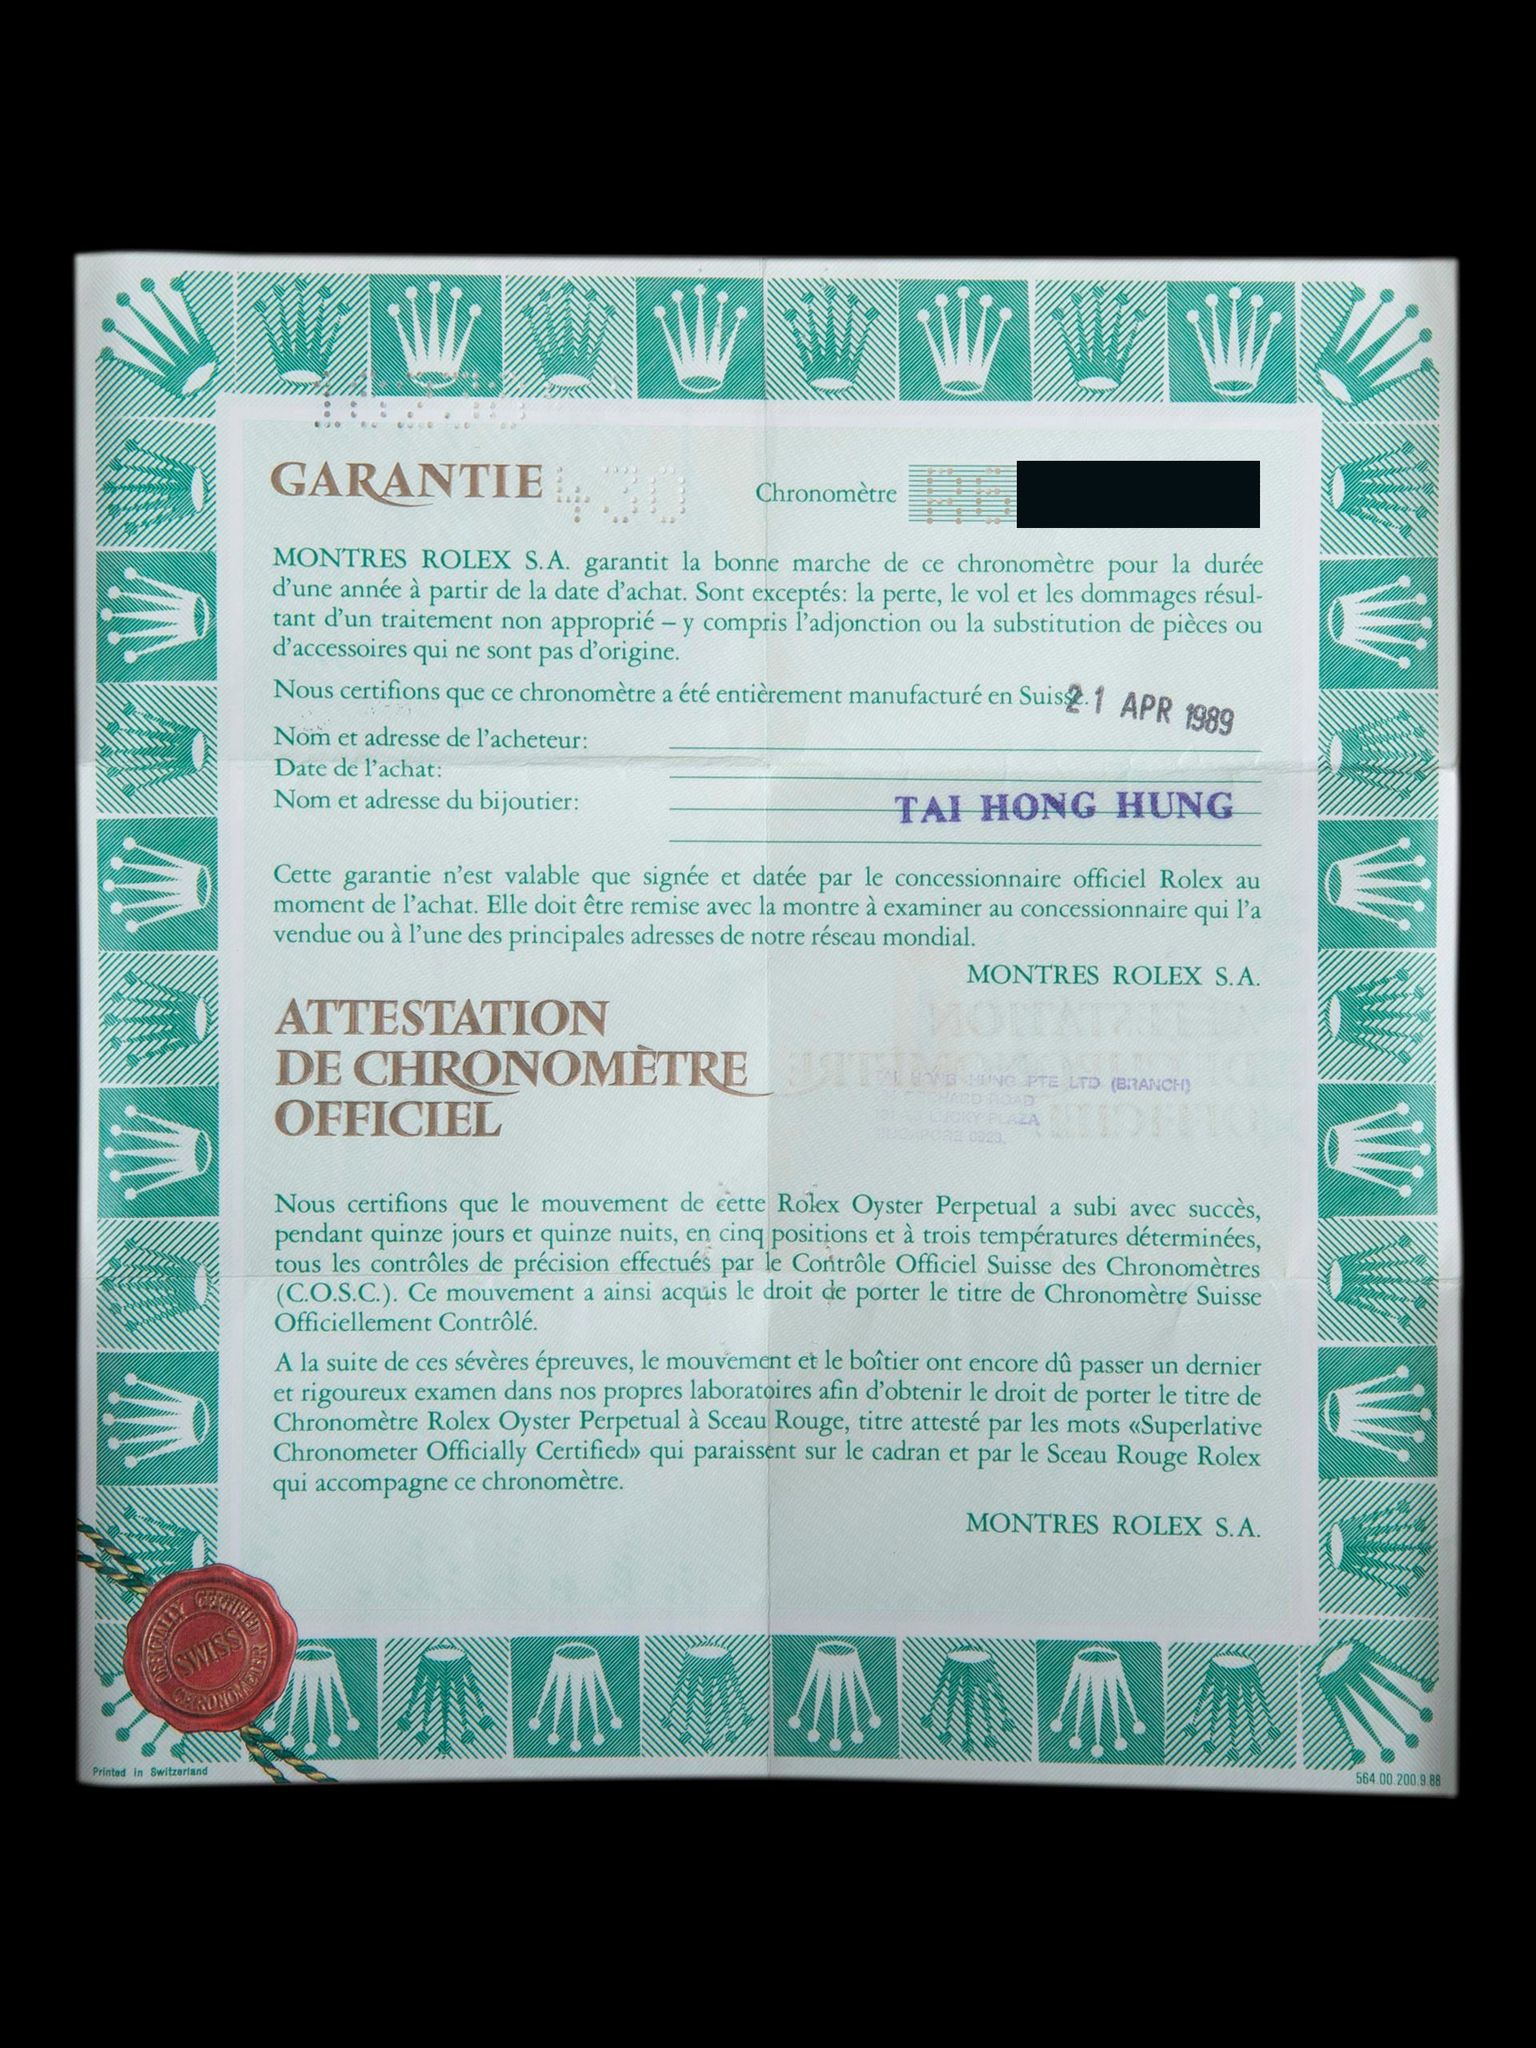 GARANTIE 430 Chronomètre
MONTRES ROLEX S.A. garantit la bonne marche de ce chronomètre pour la durée
d'une année à partir de la date d'achat. Sont exceptés: la perte, le vol et les dommages résul-
tant d'un traitement non approprié – y compris l'adjonction ou la substitution de pièces ou
d'accessoires qui ne sont pas d'origine.
Nous certifions que ce chronomètre a été entièrement manufacturé en Suisse.
21 APR 1989
Nom et adresse de l'acheteur:
Date de l'achat:
Nom et adresse du bijoutier: TAI HONG HUNG
Cette garantie n'est valable que signée et datée par le concessionnaire officiel Rolex au
moment de l'achat. Elle doit être remise avec la montre à examiner au concessionnaire qui l'a
vendue ou à l'une des principales adresses de notre réseau mondial.
MONTRES ROLEX S.A.
ATTESTATION
DE CHRONOMÈTRE
OFFICIEL
TAI HONG HUNG PTE LTD (BRANCH)
ORCHARD ROAD
LUCKY PLAZA
SINGAPORE 0923.
Nous certifions que le mouvement de cette Rolex Oyster Perpetual a subi avec succès,
pendant quinze jours et quinze nuits, en cinq positions et à trois températures déterminées,
tous les contrôles de précision effectués par le Contrôle Officiel Suisse des Chronomètres
(C.O.S.C.). Ce mouvement a ainsi acquis le droit de porter le titre de Chronomètre Suisse
Officiellement Contrôlé.
A la suite de ces sévères épreuves, le mouvement et le boîtier ont encore dû passer un dernier
et rigoureux examen dans nos propres laboratoires afin d'obtenir le droit de porter le titre de
Chronomètre Rolex Oyster Perpetual à Sceau Rouge, titre attesté par les mots «Superlative
Chronometer Officially Certified» qui paraissent sur le cadran et par le Sceau Rouge Rolex
qui accompagne ce chronomètre.
MONTRES ROLEX S.A.
OFFICIALLY CERTIFIED
SWISS
CHRONOMETER
Printed in Switzerland
564.00.200.9.88